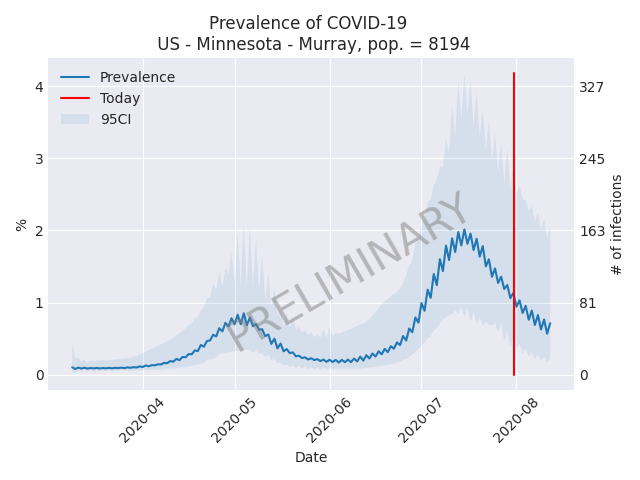 Prevalence of COVID-19
US - Minnesota - Murray, pop. = 8194
Prevalence
Today
95CI
4
3
2
1
0
%
327
245
163
81
0
# of infections
PRELIMINARY
2020-04
2020-05
2020-06
2020-07
2020-08
Date